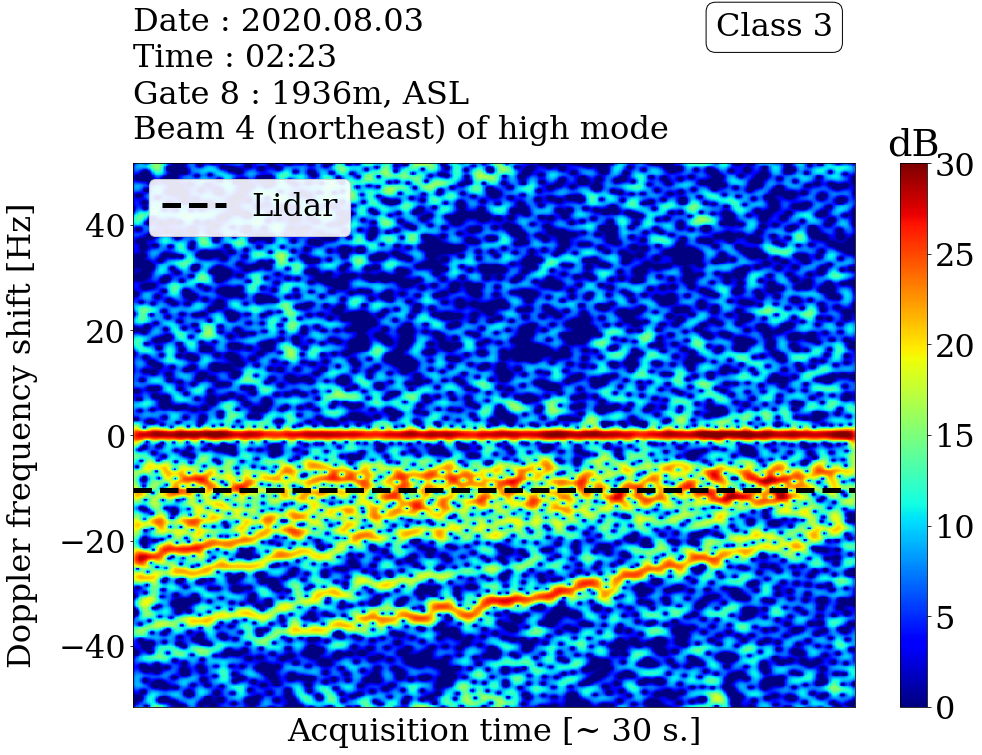 Date : 2020.08.03
Time : 02:23
Gate 8 : 1936m, ASL
Beam 4 (northeast) of high mode
Class 3
dB
Lidar
Doppler frequency shift [Hz]
40
20
0
−20
−40
30
25
20
15
10
5
0
Acquisition time [~ 30 s.]